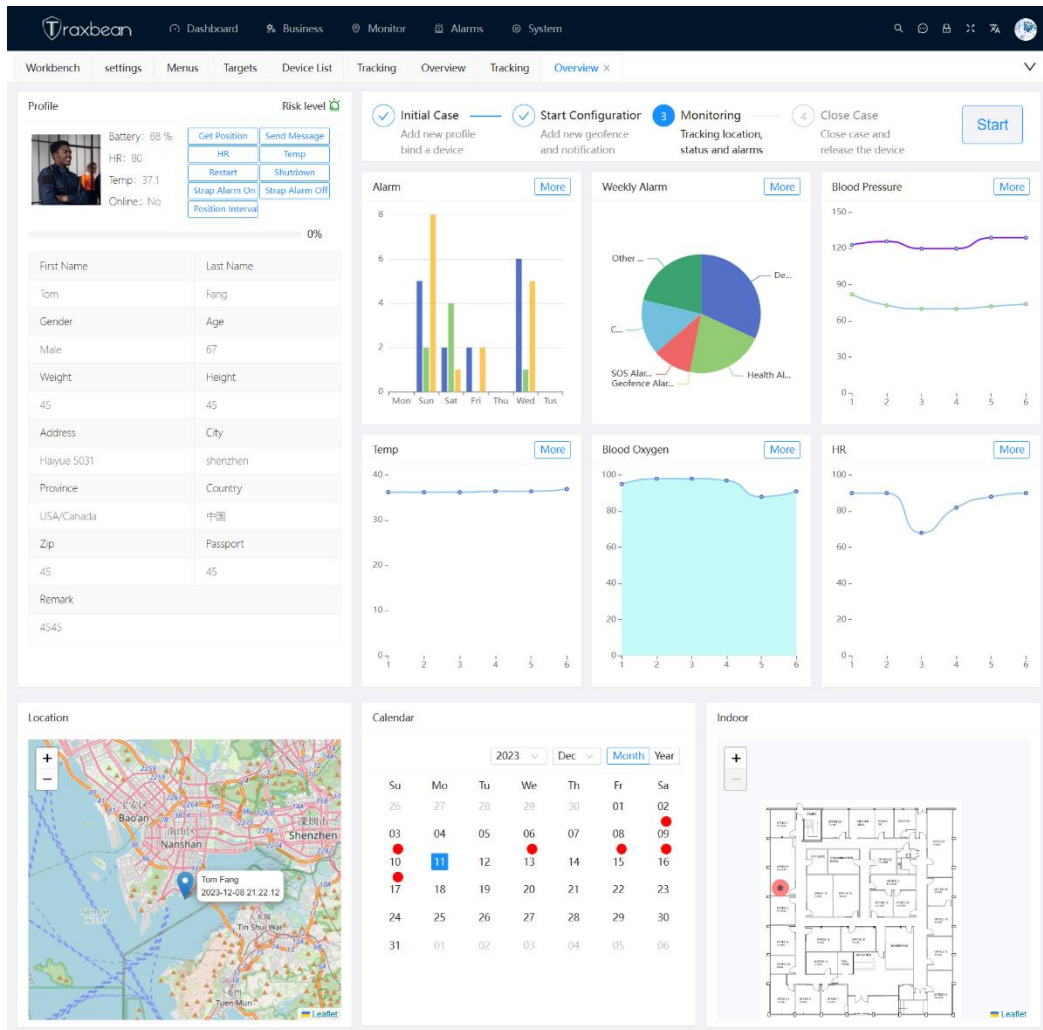 Traxbean
Dashboard Business Monitor Alarms System
Workbench settings Menus Targets Device List Tracking Overview Tracking Overview ×
Profile Risk level
Battery: 88 %
HR: 80
Temp: 37.1
Online: No
Get Position Send Message
HR Temp
Restart Shutdown
Strap Alarm On Strap Alarm Off
Position Interva
0%
First Name Last Name
Tom Fang
Gender Age
Male 67
Weight Height
45 45
Address City
Haiyue 5031 shenzhen
Province Country
USA/Canada 中国
Zip Passport
45 45
Remark
4545
Initial Case Start Configuration 3 Monitoring 4 Close Case
Add new profile Add new geofence Tracking location, Close case and
bind a device and notification status and alarms release the device
Start
Alarm More
8
6
4
2
0
Mon Sun Sat Fri Thu Wed Tus
Weekly Alarm More
Other ...
De...
C...
SOS Alar...
Geofence Alar...
Health Al...
Blood Pressure More
150
120
90
60
30
0
1 2 3 4 5 6
Temp More
40
30
20
10
0
1 2 3 4 5 6
Blood Oxygen More
100
80
60
40
20
0
1 2 3 4 5 6
HR More
100
80
60
40
20
0
1 2 3 4 5 6
Location
+
−
Bao'an
Nanshan
深圳市
Shenzhen
Tom Fang
2023-12-08 21:22:12
天水圍
Tin Shui Wai
屯門
Tuen Mun
Leaflet
Calendar
2023 Dec Month Year
Su Mo Tu We Th Fr Sa
26 27 28 29 30 01 02
03 04 05 06 07 08 09
10 11 12 13 14 15 16
17 18 19 20 21 22 23
24 25 26 27 28 29 30
31 01 02 03 04 05 06
Indoor
+
−
Leaflet